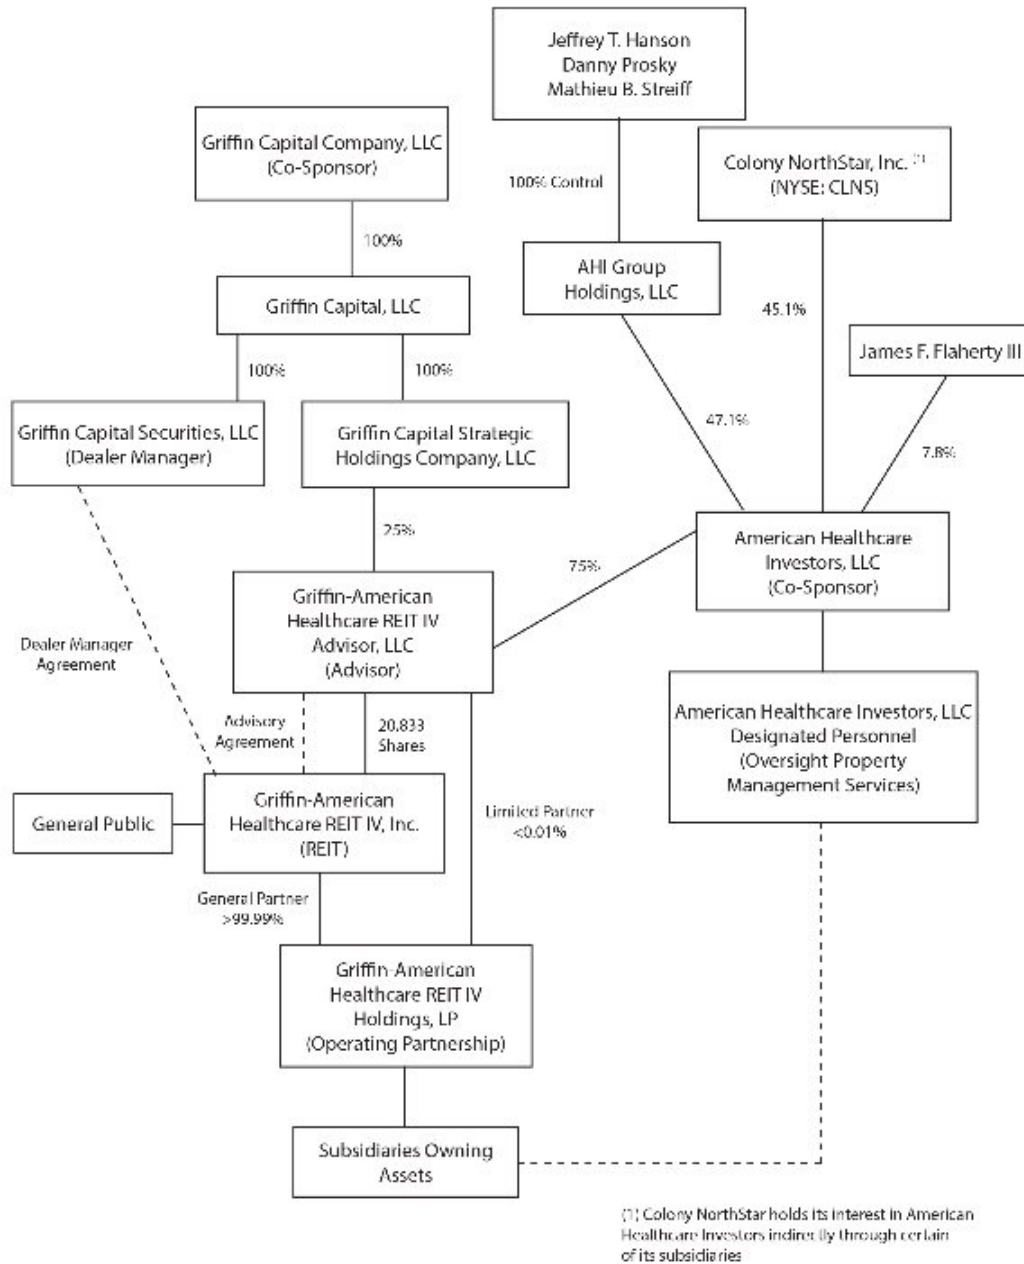 Jeffrey T. Hanson
Danny Prosky
Mathieu B. Streiff
Griffin Capital Company, LLC
(Co-Sponsor)
Colony NorthStar, Inc. (1)
(NYSE: CLNS)
100% Control
100%
AHI Group
Holdings, LLC
Griffin Capital, LLC
45.1%
James F. Flaherty III
100%
100%
Griffin Capital Securities, LLC
(Dealer Manager)
Griffin Capital Strategic
Holdings Company, LLC
47.1%
7.8%
25%
American Healthcare
Investors, LLC
(Co-Sponsor)
75%
Griffin-American
Healthcare REIT IV
Advisor, LLC
(Advisor)
Dealer Manager
Agreement
Advisory
Agreement
20.833
Shares
American Healthcare Investors, LLC
Designated Personnel
(Oversight Property
Management Services)
General Public
Griffin-American
Healthcare REIT IV, Inc.
(REIT)
Limited Partner
<0.01%
General Partner
>99.99%
Griffin-American
Healthcare REIT IV
Holdings, LP
(Operating Partnership)
Subsidiaries Owning
Assets
(1) Colony NorthStar holds its interest in American
Healthcare Investors indirectly through certain
of its subsidiaries